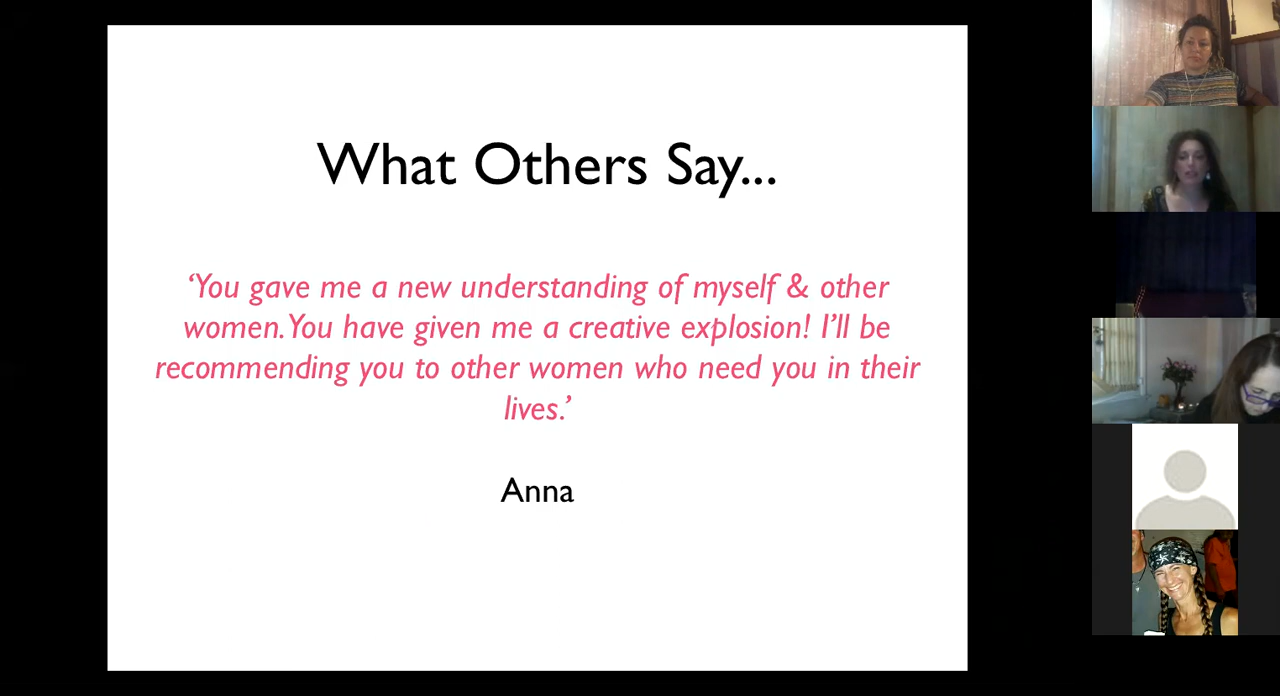 What Others Say...
‘You gave me a new understanding of myself & other
women. You have given me a creative explosion! I’ll be
recommending you to other women who need you in their
lives.’
Anna